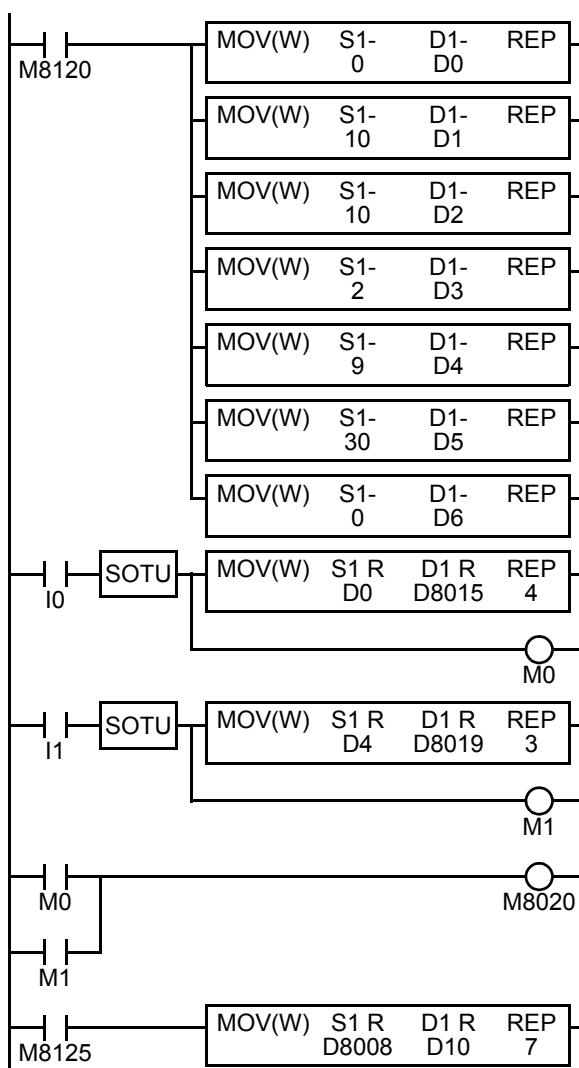 MOV(W) S1- D1- REP
0 D0
M8120
MOV(W) S1- D1- REP
10 D1
MOV(W) S1- D1- REP
10 D2
MOV(W) S1- D1- REP
2 D3
MOV(W) S1- D1- REP
9 D4
MOV(W) S1- D1- REP
30 D5
MOV(W) S1- D1- REP
0 D6
SOTU MOV(W) S1 R D1 R REP
I0 D0 D8015 4
M0
SOTU MOV(W) S1 R D1 R REP
I1 D4 D8019 3
M1
M0 M8020
M1
MOV(W) S1 R D1 R REP
M8125 D8008 D10 7